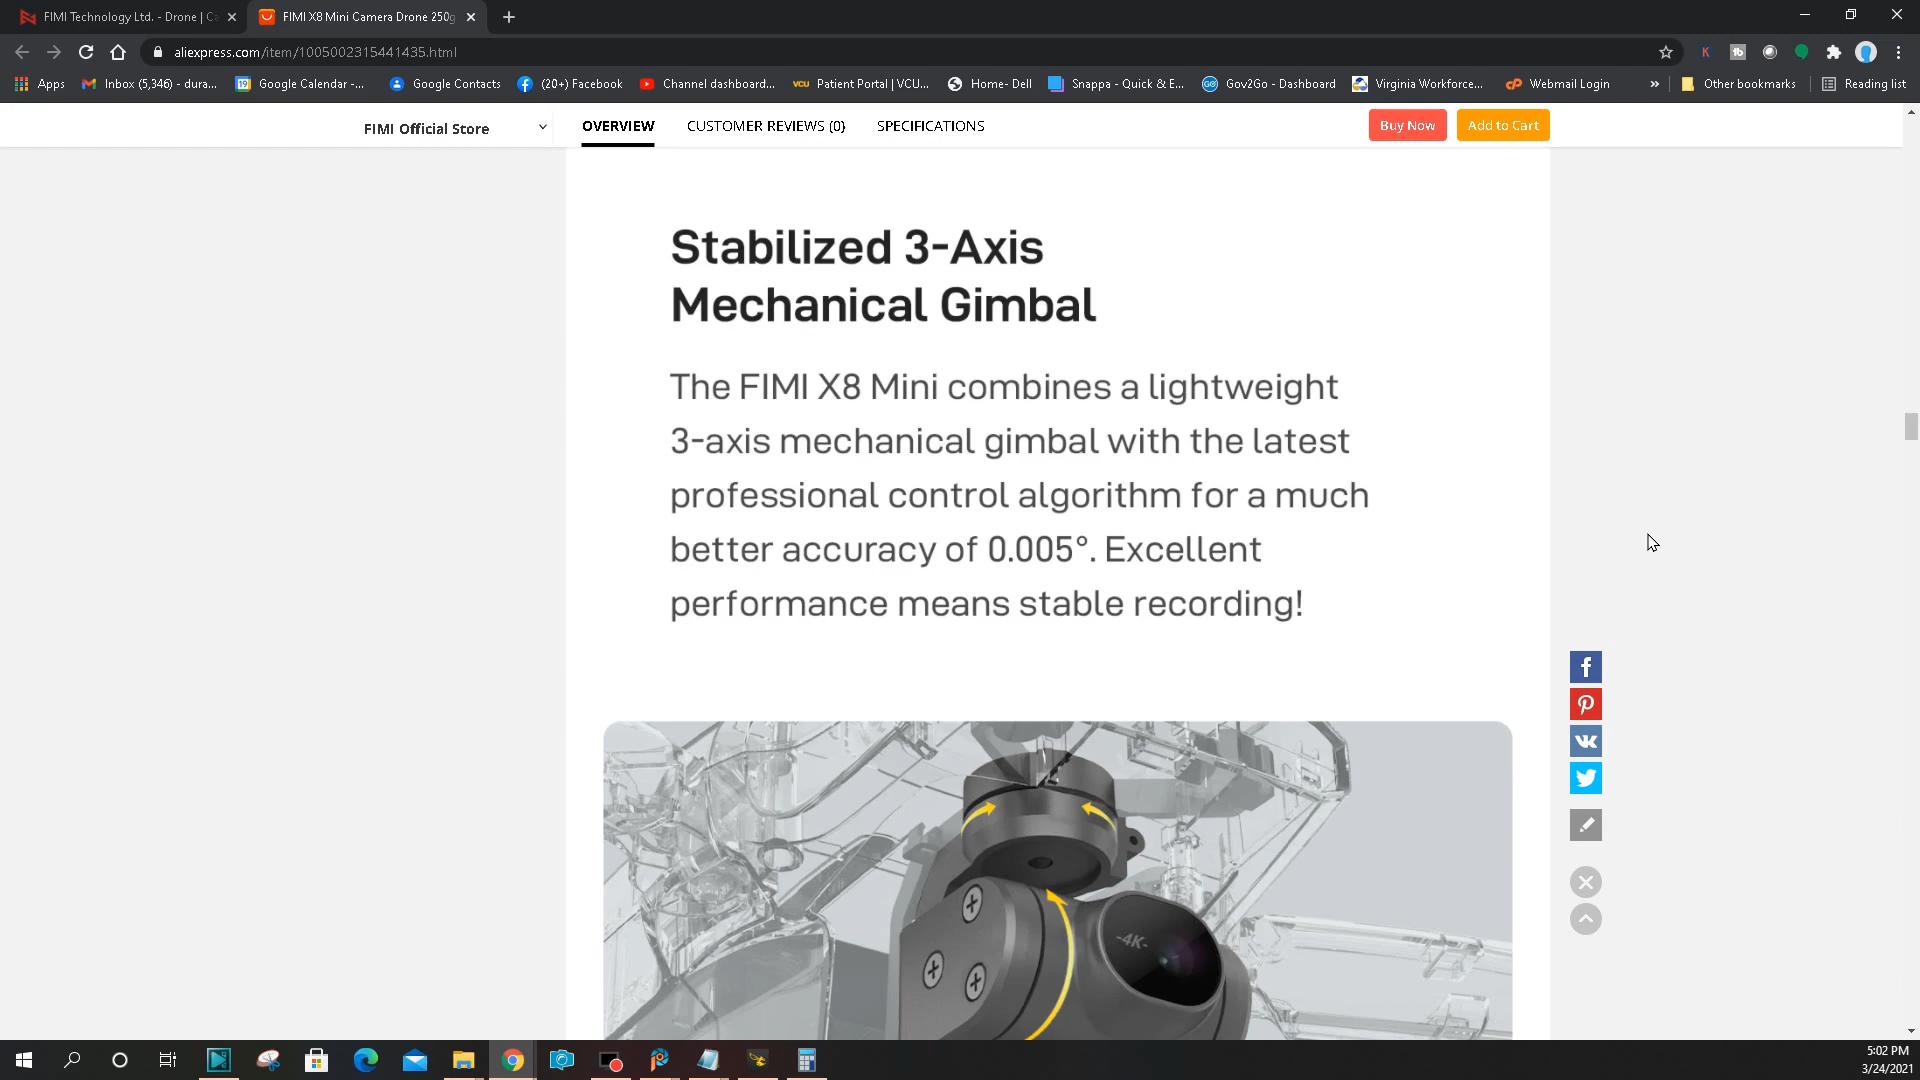 FIMI Technology Ltd. - Drone | Ca
FIMI X8 Mini Camera Drone 250g
aliexpress.com/item/1005002315441435.html
Apps
Inbox (5,346) - dura...
Google Calendar -...
Google Contacts
(20+) Facebook
Channel dashboard...
VCU
Patient Portal | VCU...
Home- Dell
Snappa - Quick & E...
Gov2Go - Dashboard
Virginia Workforce...
Webmail Login
»
Other bookmarks
Reading list
FIMI Official Store
OVERVIEW
CUSTOMER REVIEWS (0)
SPECIFICATIONS
Buy Now
Add to Cart
Stabilized 3-Axis
Mechanical Gimbal
The FIMI X8 Mini combines a lightweight
3-axis mechanical gimbal with the latest
professional control algorithm for a much
better accuracy of 0.005°. Excellent
performance means stable recording!
-4K-
5:02 PM
3/24/2021